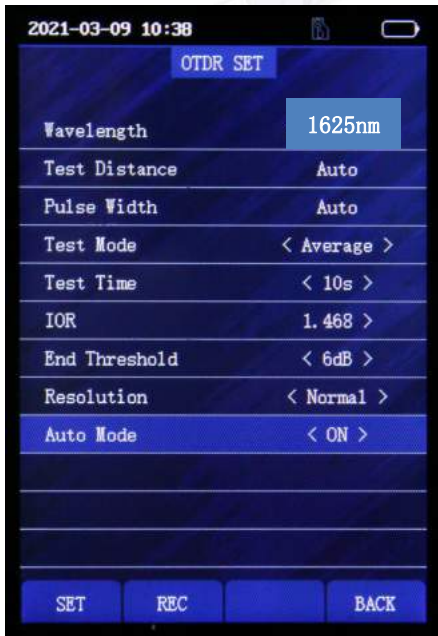 2021-03-09 10:38
OTDR SET
Wavelength 1625nm
Test Distance Auto
Pulse Width Auto
Test Mode < Average >
Test Time < 10s >
IOR 1.468 >
End Threshold < 6dB >
Resolution < Normal >
Auto Mode < ON >
SET REC BACK